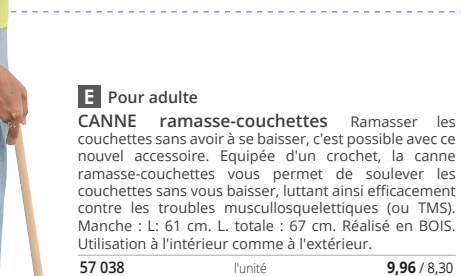 E Pour adulte
CANNE ramasse-couchettes Ramasser les
couchettes sans avoir à se baisser, c'est possible avec ce
nouvel accessoire. Equipée d'un crochet, la canne
ramasse-couchettes vous permet de soulever les
couchettes sans vous baisser, luttant ainsi efficacement
contre les troubles muscullosquelettiques (ou TMS).
Manche : L: 61 cm. L. totale : 67 cm. Réalisé en BOIS.
Utilisation à l'intérieur comme à l'extérieur.
57 038 l'unité 9,96 / 8,30